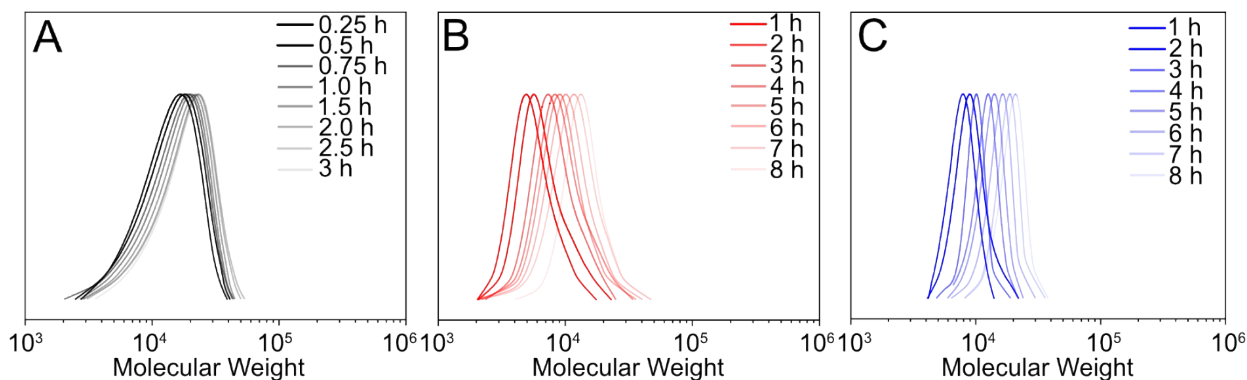 A
0.25 h
0.5 h
0.75 h
1.0 h
1.5 h
2.0 h
2.5 h
3 h
10³ 10⁴ 10⁵ 10⁶
Molecular Weight
B
1 h
2 h
3 h
4 h
5 h
6 h
7 h
8 h
10³ 10⁴ 10⁵ 10⁶
Molecular Weight
C
1 h
2 h
3 h
4 h
5 h
6 h
7 h
8 h
10³ 10⁴ 10⁵ 10⁶
Molecular Weight